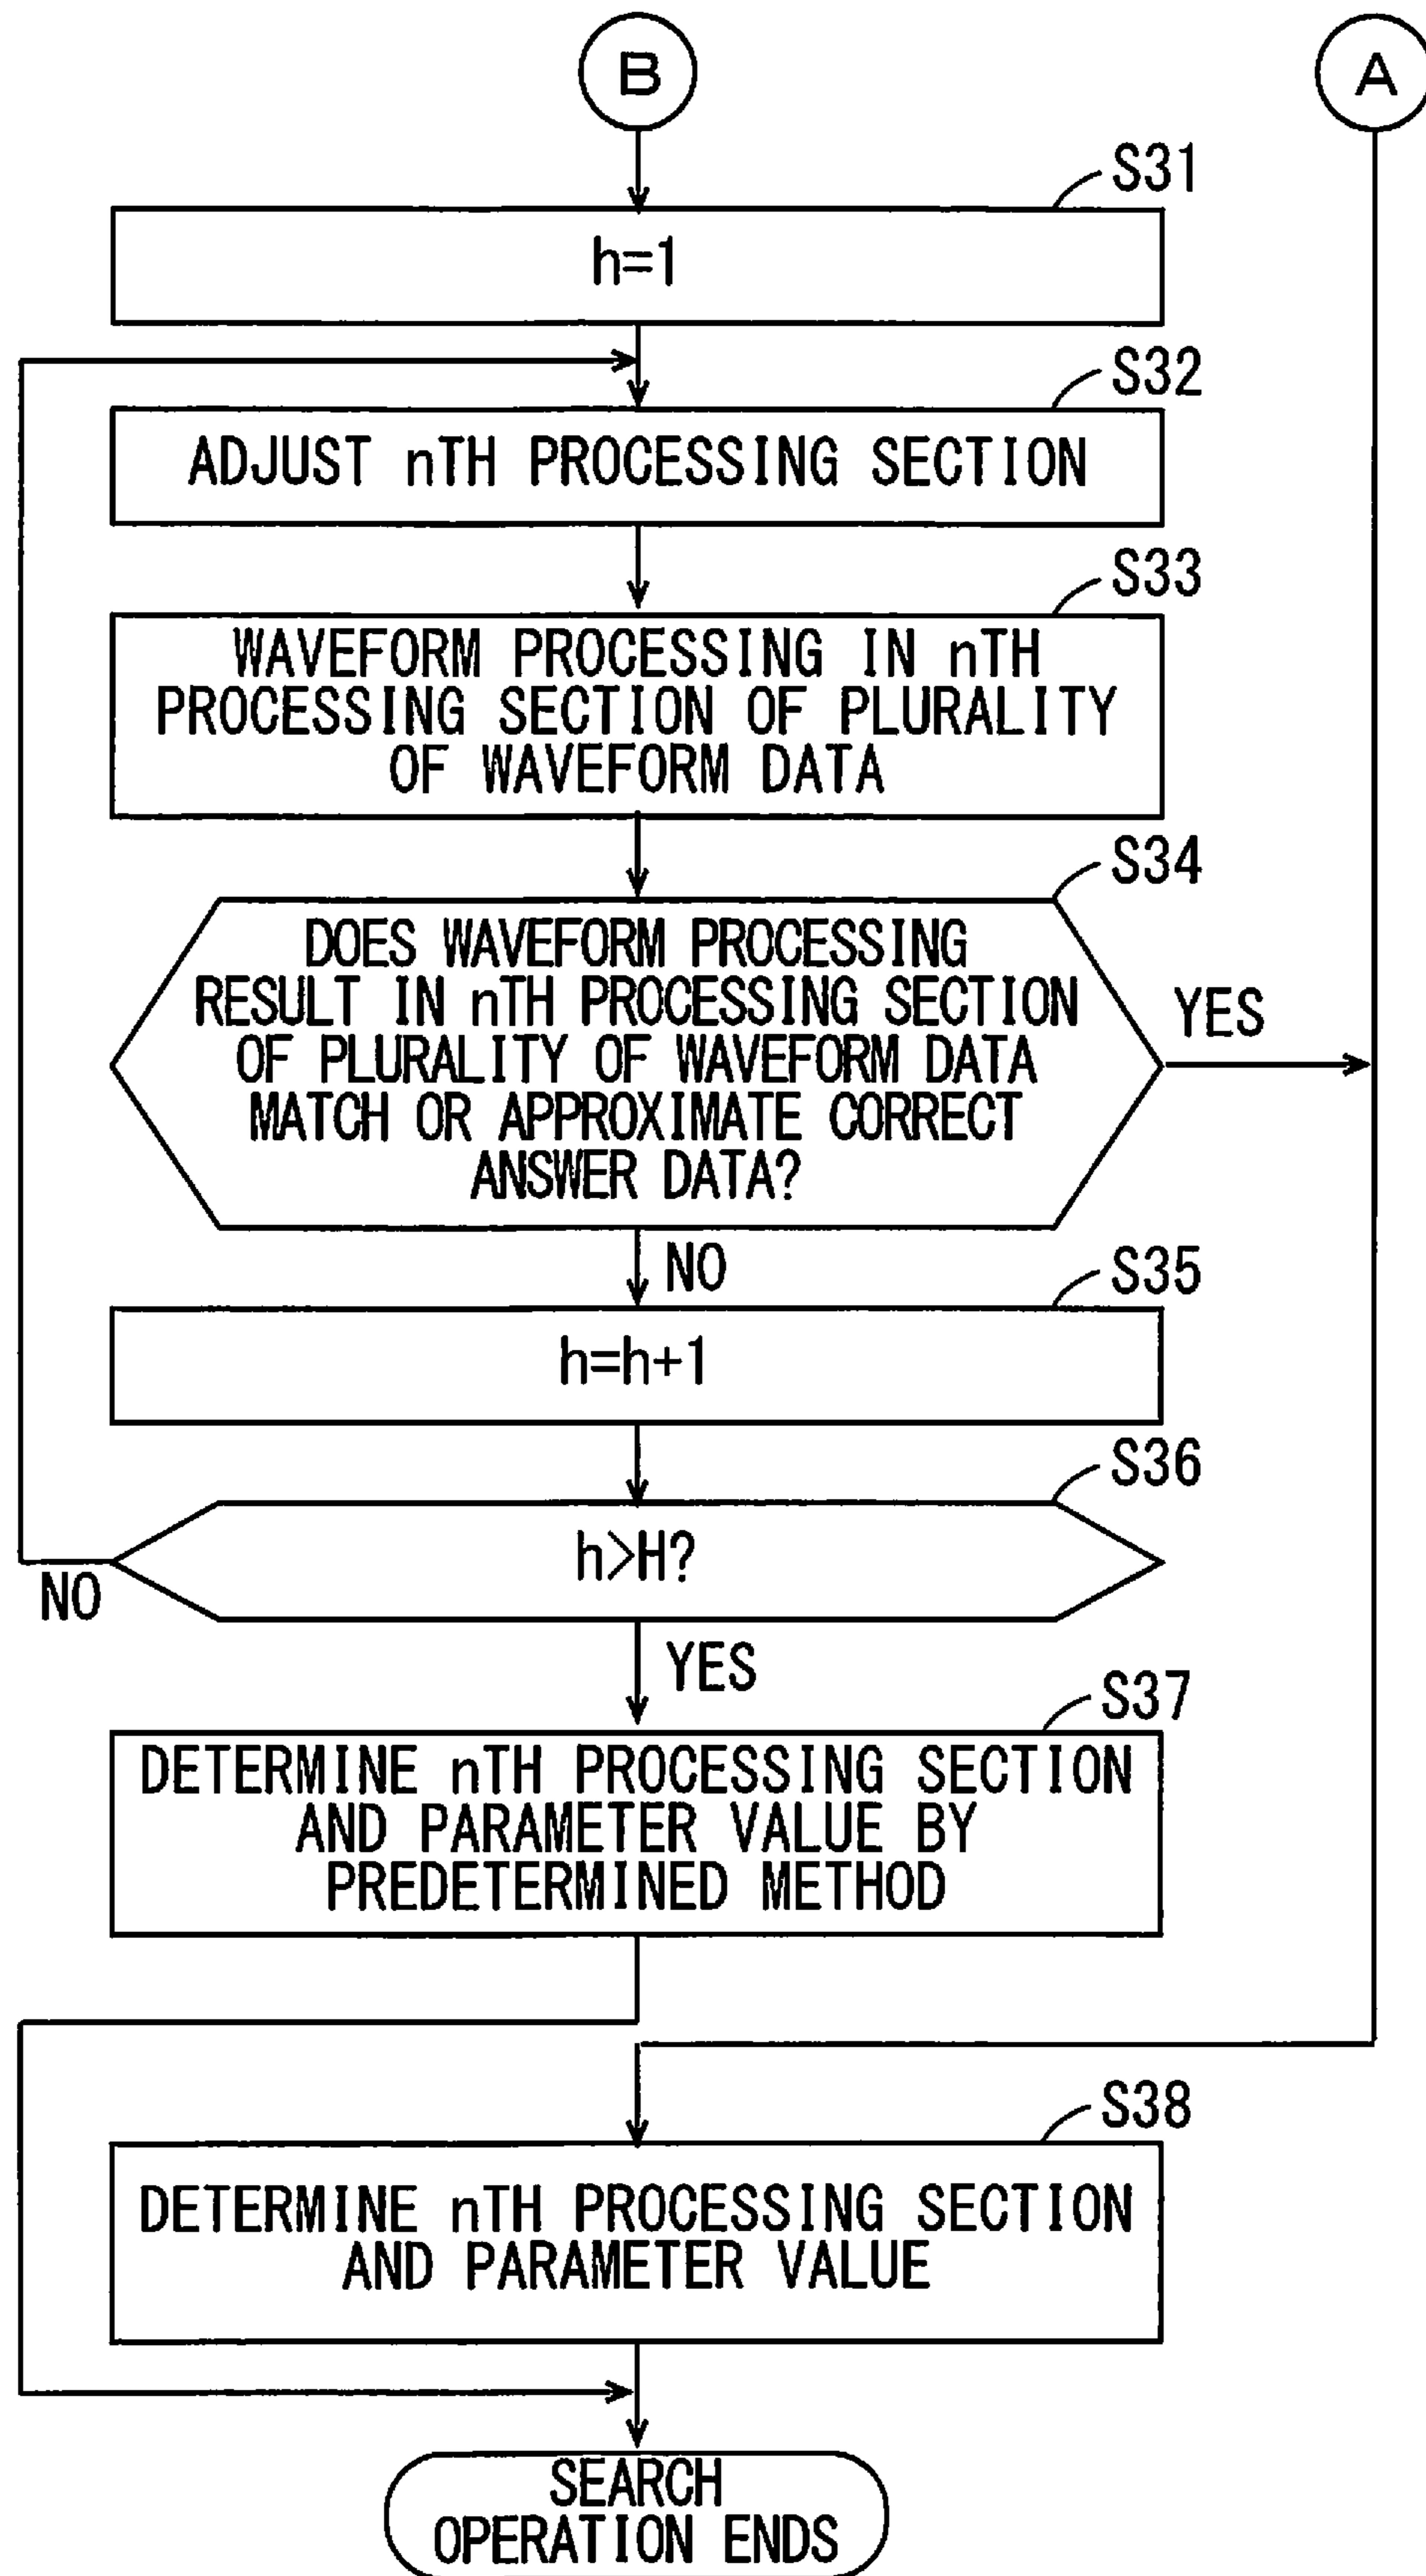 B
A
S31
h=1
S32
ADJUST nTH PROCESSING SECTION
S33
WAVEFORM PROCESSING IN nTH
PROCESSING SECTION OF PLURALITY
OF WAVEFORM DATA
S34
DOES WAVEFORM PROCESSING
RESULT IN nTH PROCESSING SECTION
OF PLURALITY OF WAVEFORM DATA
MATCH OR APPROXIMATE CORRECT
ANSWER DATA?
YES
NO
S35
h=h+1
S36
h>H?
NO
YES
S37
DETERMINE nTH PROCESSING SECTION
AND PARAMETER VALUE BY
PREDETERMINED METHOD
S38
DETERMINE nTH PROCESSING SECTION
AND PARAMETER VALUE
SEARCH
OPERATION ENDS